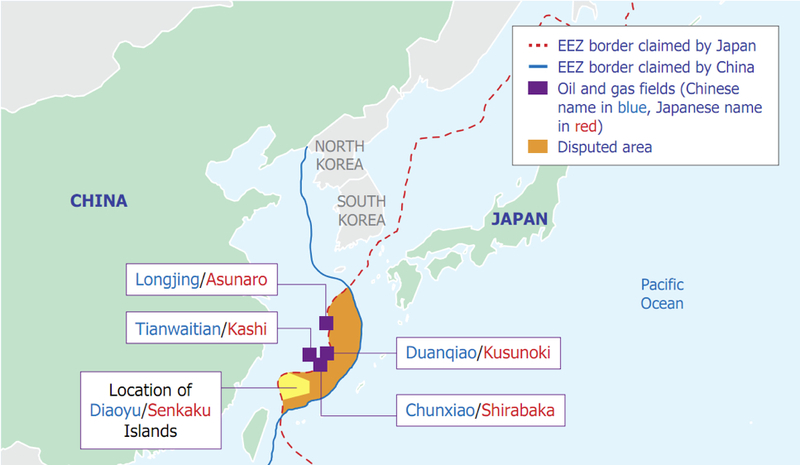 EEZ border claimed by Japan
EEZ border claimed by China
Oil and gas fields (Chinese
name in blue, Japanese name
in red)
Disputed area
NORTH
KOREA
CHINA
SOUTH
KOREA
JAPAN
Longjing/Asunaro
Pacific
Ocean
Tianwaitian/Kashi
Duanqiao/Kusunoki
Location of
Diaoyu/Senkaku
Islands
Chunxiao/Shirabaka